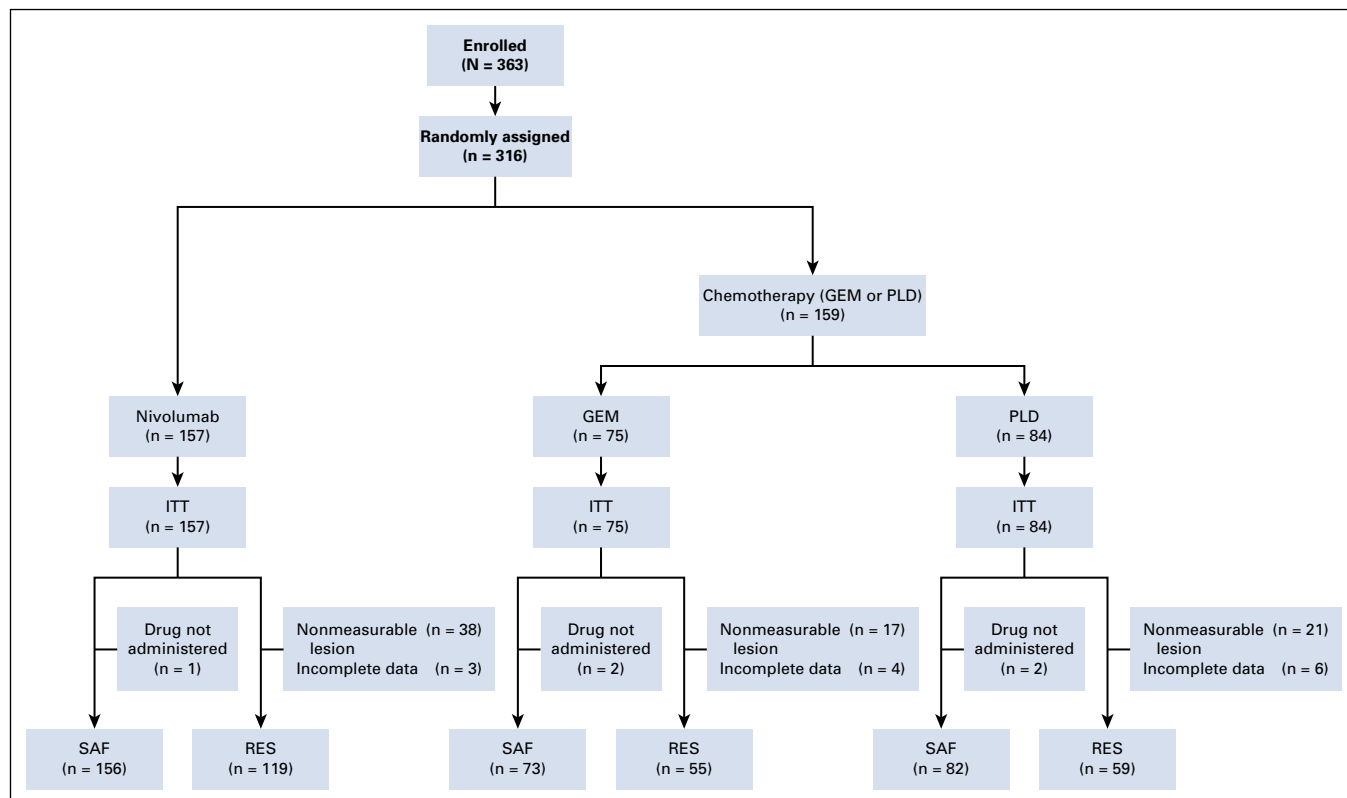 Enrolled
(N = 363)
Randomly assigned
(n = 316)
Chemotherapy (GEM or PLD)
(n = 159)
Nivolumab
(n = 157)
GEM
(n = 75)
PLD
(n = 84)
ITT
(n = 157)
ITT
(n = 75)
ITT
(n = 84)
Drug not
administered
(n = 1)
Nonmeasurable (n = 38)
lesion
Incomplete data (n = 3)
Drug not
administered
(n = 2)
Nonmeasurable (n = 17)
lesion
Incomplete data (n = 4)
Drug not
administered
(n = 2)
Nonmeasurable (n = 21)
lesion
Incomplete data (n = 6)
SAF
(n = 156)
RES
(n = 119)
SAF
(n = 73)
RES
(n = 55)
SAF
(n = 82)
RES
(n = 59)